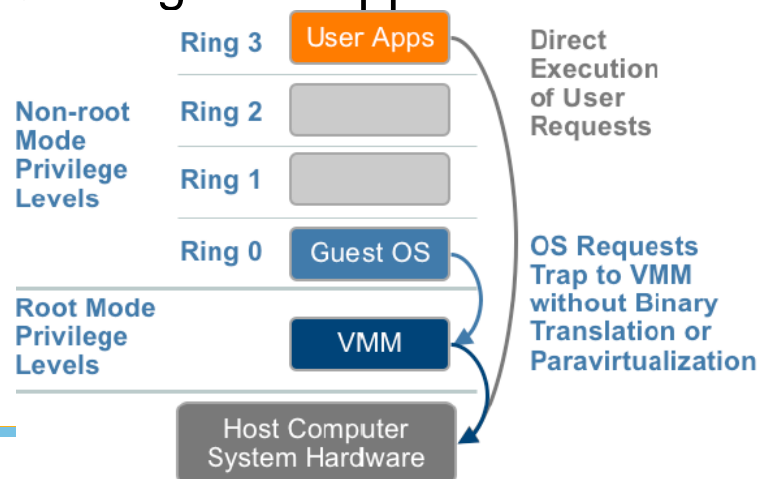 Ring 3
User Apps
Direct
Execution
of User
Requests
Non-root
Mode
Privilege
Levels
Ring 2
Ring 1
Ring 0
Guest OS
OS Requests
Trap to VMM
without Binary
Translation or
Paravirtualization
Root Mode
Privilege
Levels
VMM
Host Computer
System Hardware